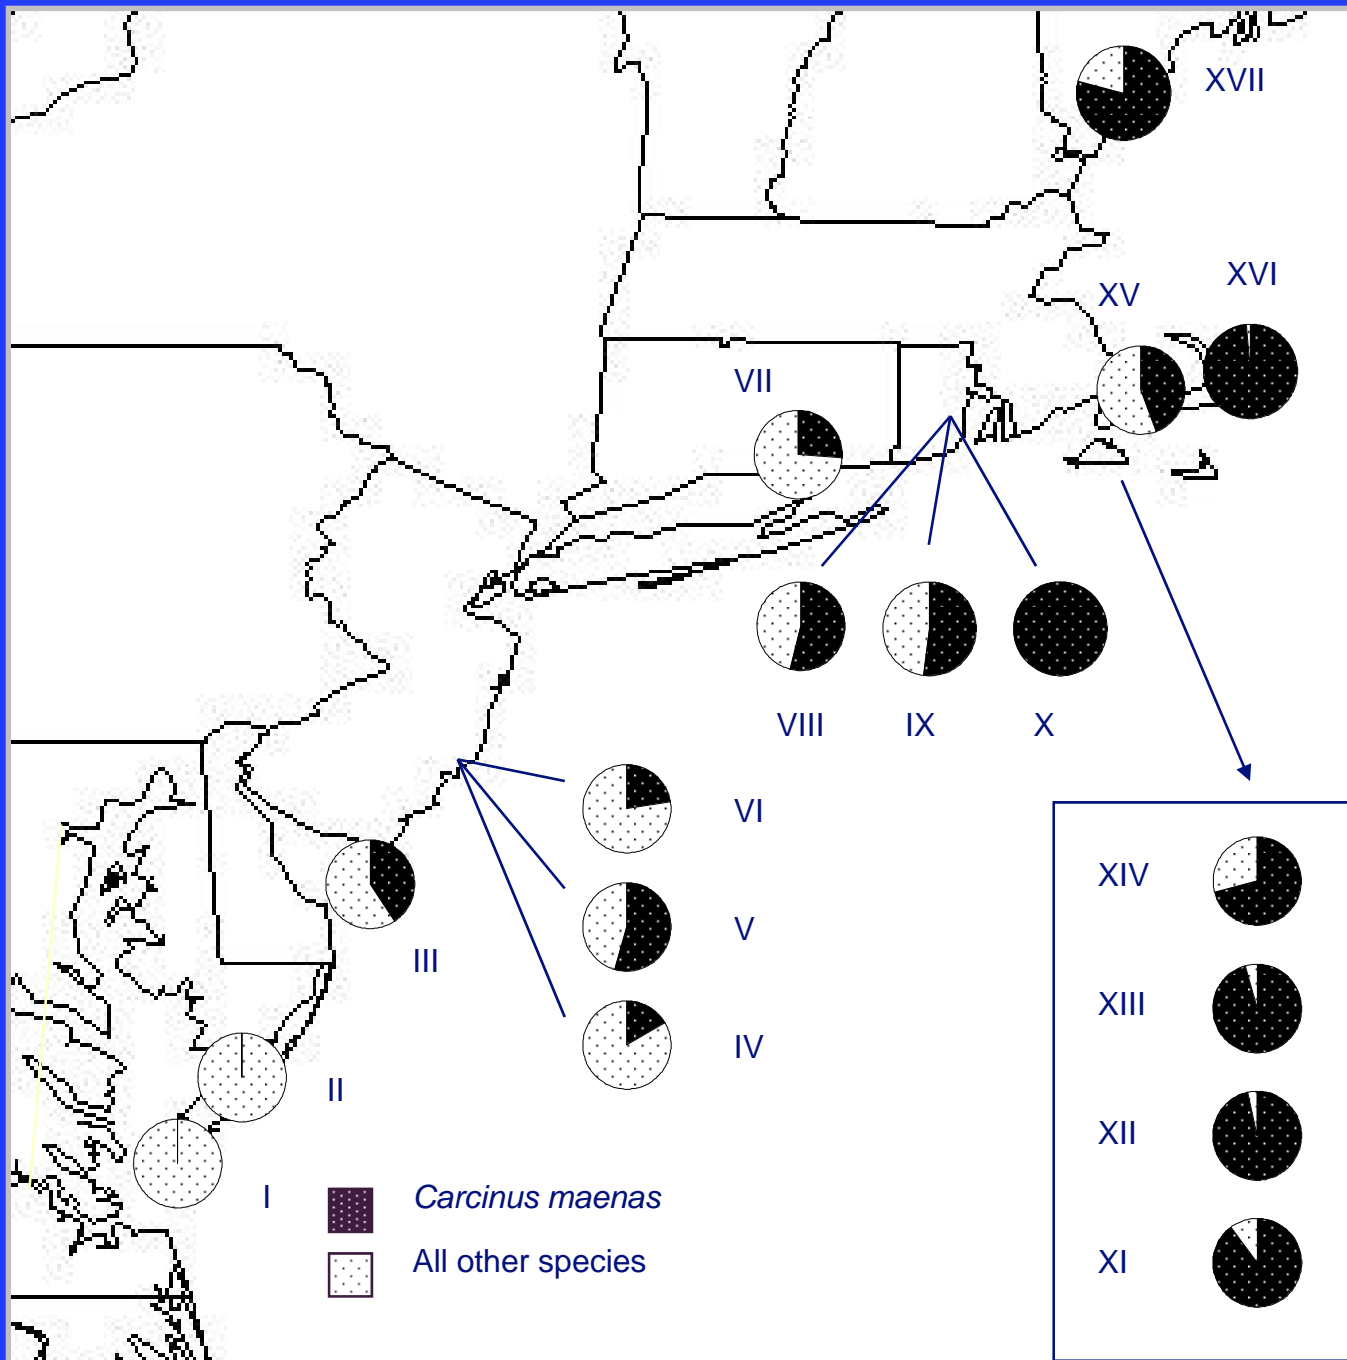 XVII
XVI
XV
VII
VIII
IX
X
VI
V
IV
III
II
I
XIV
XIII
XII
XI
Carcinus maenas
All other species